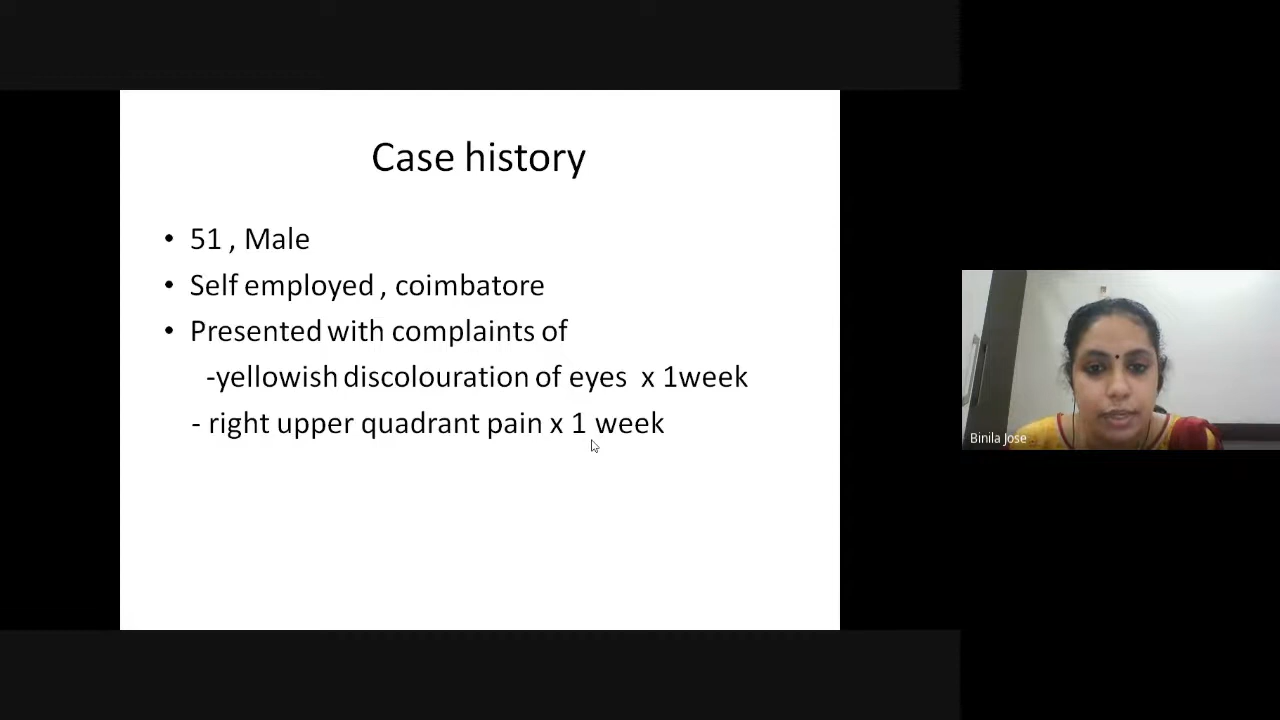 Case history
• 51 , Male
• Self employed , coimbatore
• Presented with complaints of
-yellowish discolouration of eyes x 1week
- right upper quadrant pain x 1 week
Binila Jose